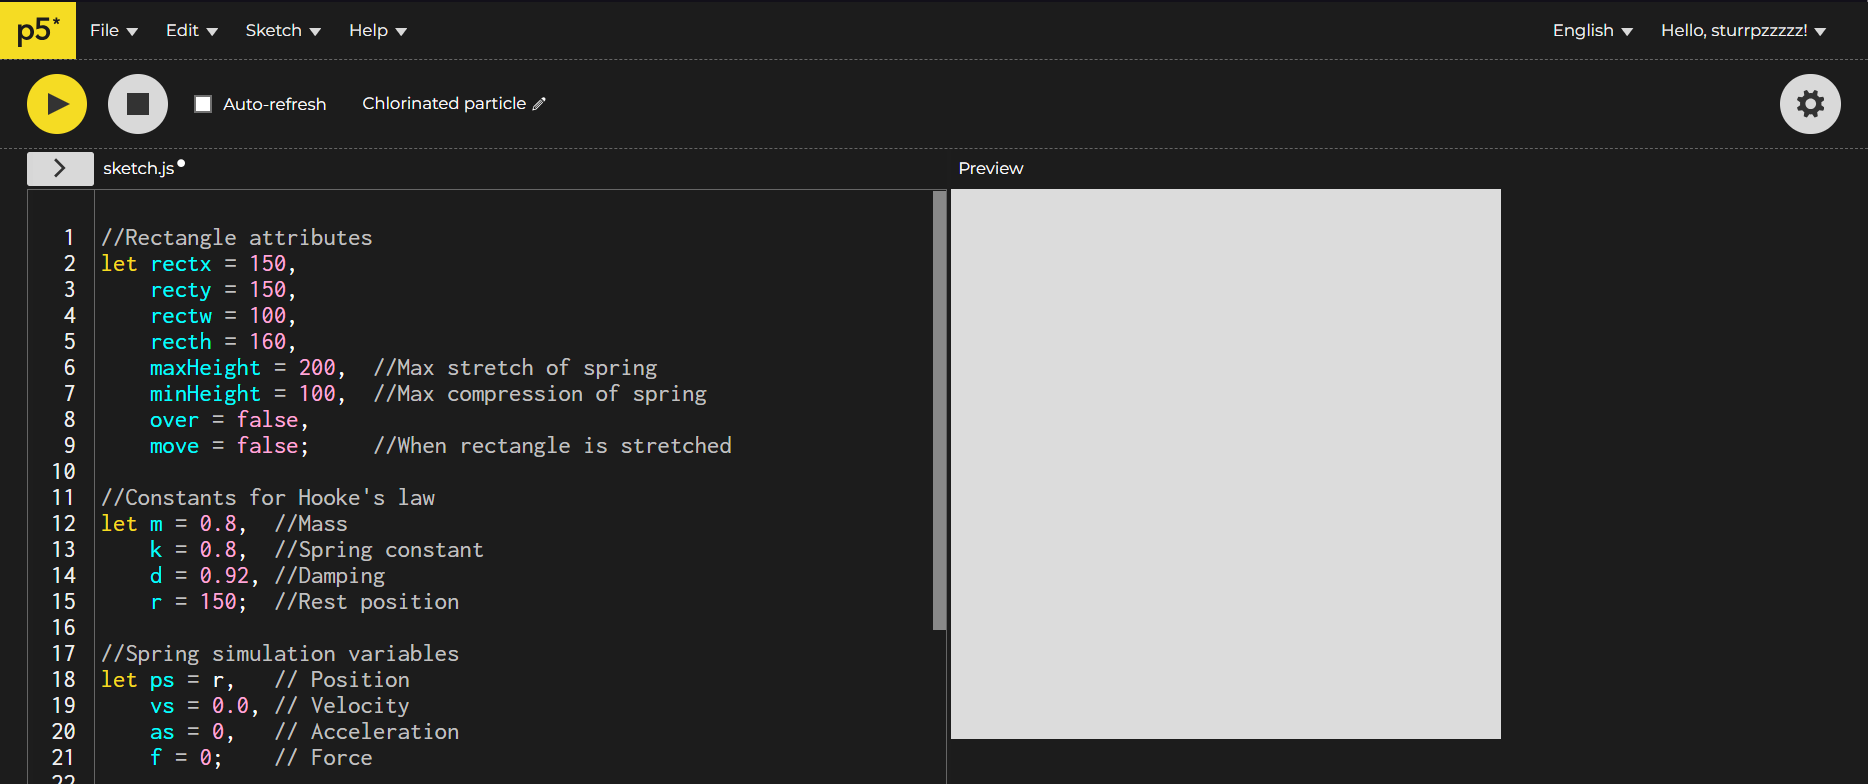 p5* File Edit Sketch Help English Hello, sturrpzzzzz!
Auto-refresh Chlorinated particle
sketch.js Preview
1 //Rectangle attributes
2 let rectx = 150,
3 recty = 150,
4 rectw = 100,
5 recth = 160,
6 maxHeight = 200, //Max stretch of spring
7 minHeight = 100, //Max compression of spring
8 over = false,
9 move = false; //When rectangle is stretched
10
11 //Constants for Hooke's law
12 let m = 0.8, //Mass
13 k = 0.8, //Spring constant
14 d = 0.92, //Damping
15 r = 150; //Rest position
16
17 //Spring simulation variables
18 let ps = r, // Position
19 vs = 0.0, // Velocity
20 as = 0, // Acceleration
21 f = 0; // Force
22